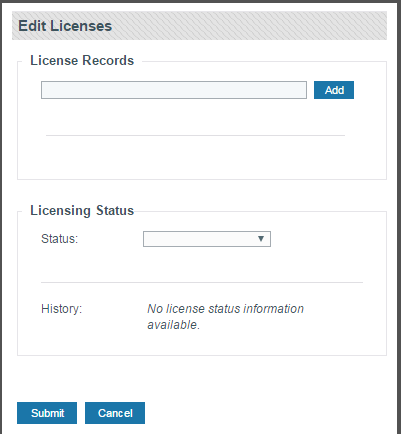 Edit Licenses
License Records
Add
Licensing Status
Status:
History: No license status information
available.
Submit Cancel